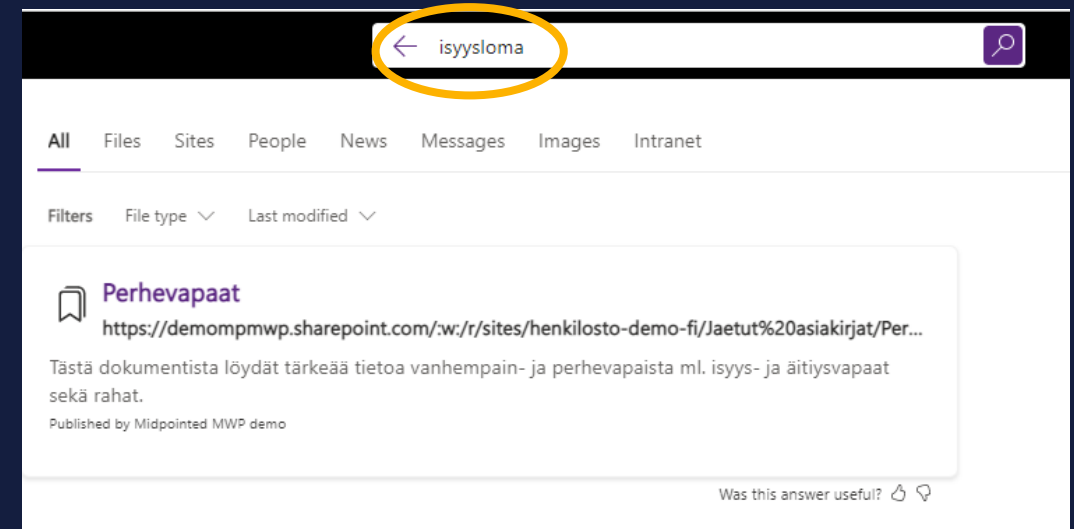 isyysloma
All Files Sites People News Messages Images Intranet
Filters File type Last modified
Perhevapaat
https://demompmwp.sharepoint.com/:w:/r/sites/henkilosto-demo-fi/Jaetut%20asiakirjat/Per...
Tästä dokumentista löydät tärkeää tietoa vanhempain- ja perhevapaista ml. isyys- ja äitiysvapaat
sekä rahat.
Published by Midpointed MWP demo
Was this answer useful?